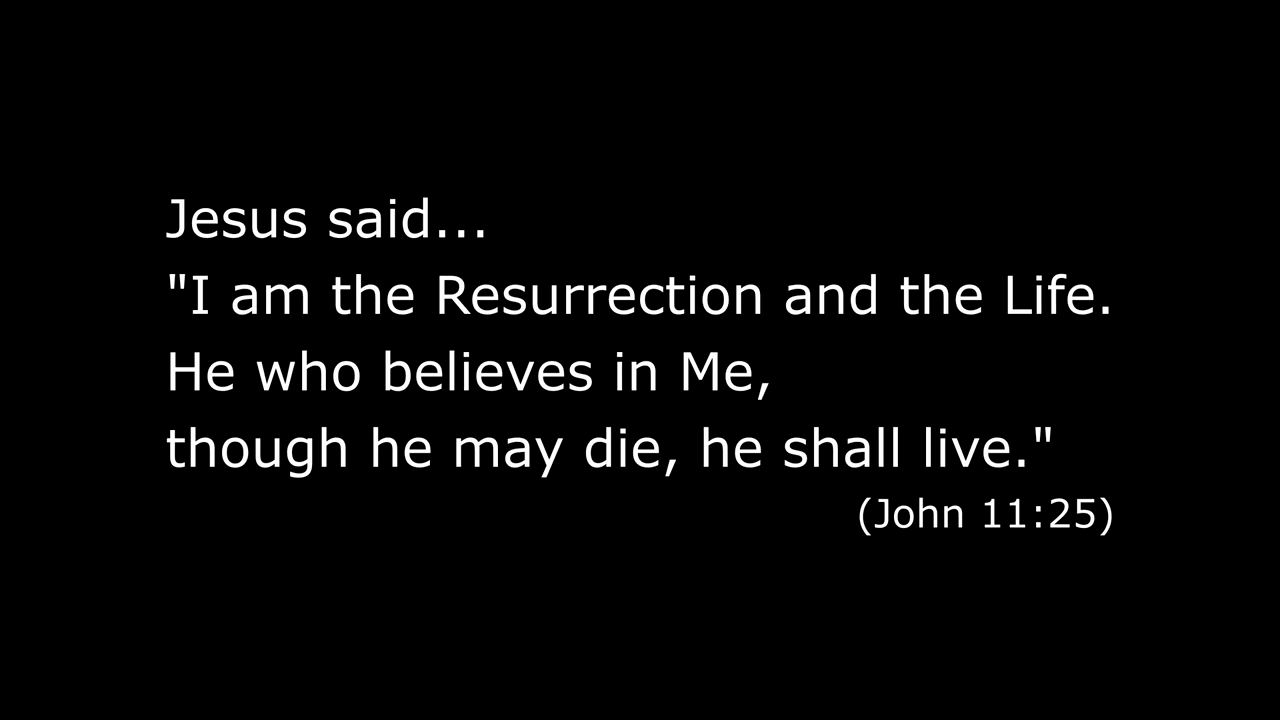 Jesus said...
"I am the Resurrection and the Life.
He who believes in Me,
though he may die, he shall live."
(John 11:25)